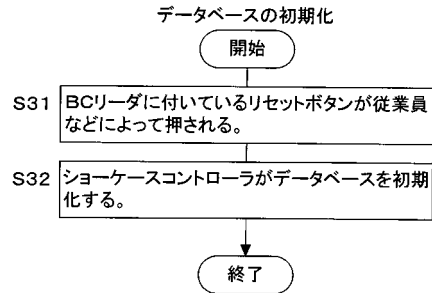 データベースの初期化
開始
S31 BCリーダに付いているリセットボタンが従業員
などによって押される。
S32 ショーケースコントローラがデータベースを初期
化する。
終了